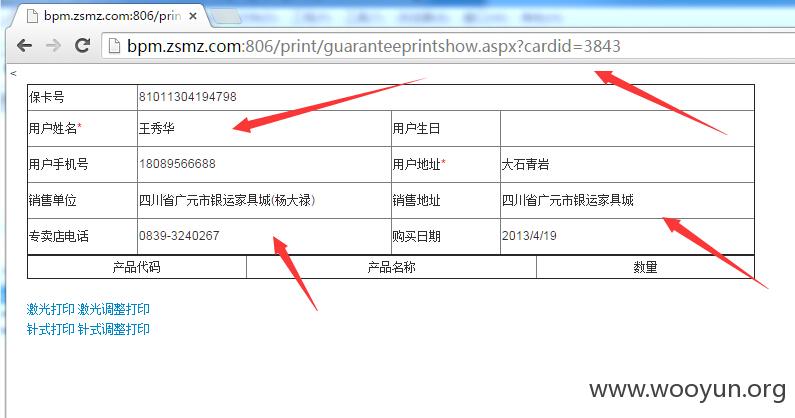 bpm.zsmz.com:806/print
bpm.zsmz.com:806/print/guaranteeprintshow.aspx?cardid=3843
<
保卡号 81011304194798
用户姓名* 王秀华 用户生日
用户手机号 18089566688 用户地址* 大石青岩
销售单位 四川省广元市银运家具城(杨大禄) 销售地址 四川省广元市银运家具城
专卖店电话 0839-3240267 购买日期 2013/4/19
产品代码 产品名称 数量
激光打印 激光调整打印
针式打印 针式调整打印
www.wooyun.org